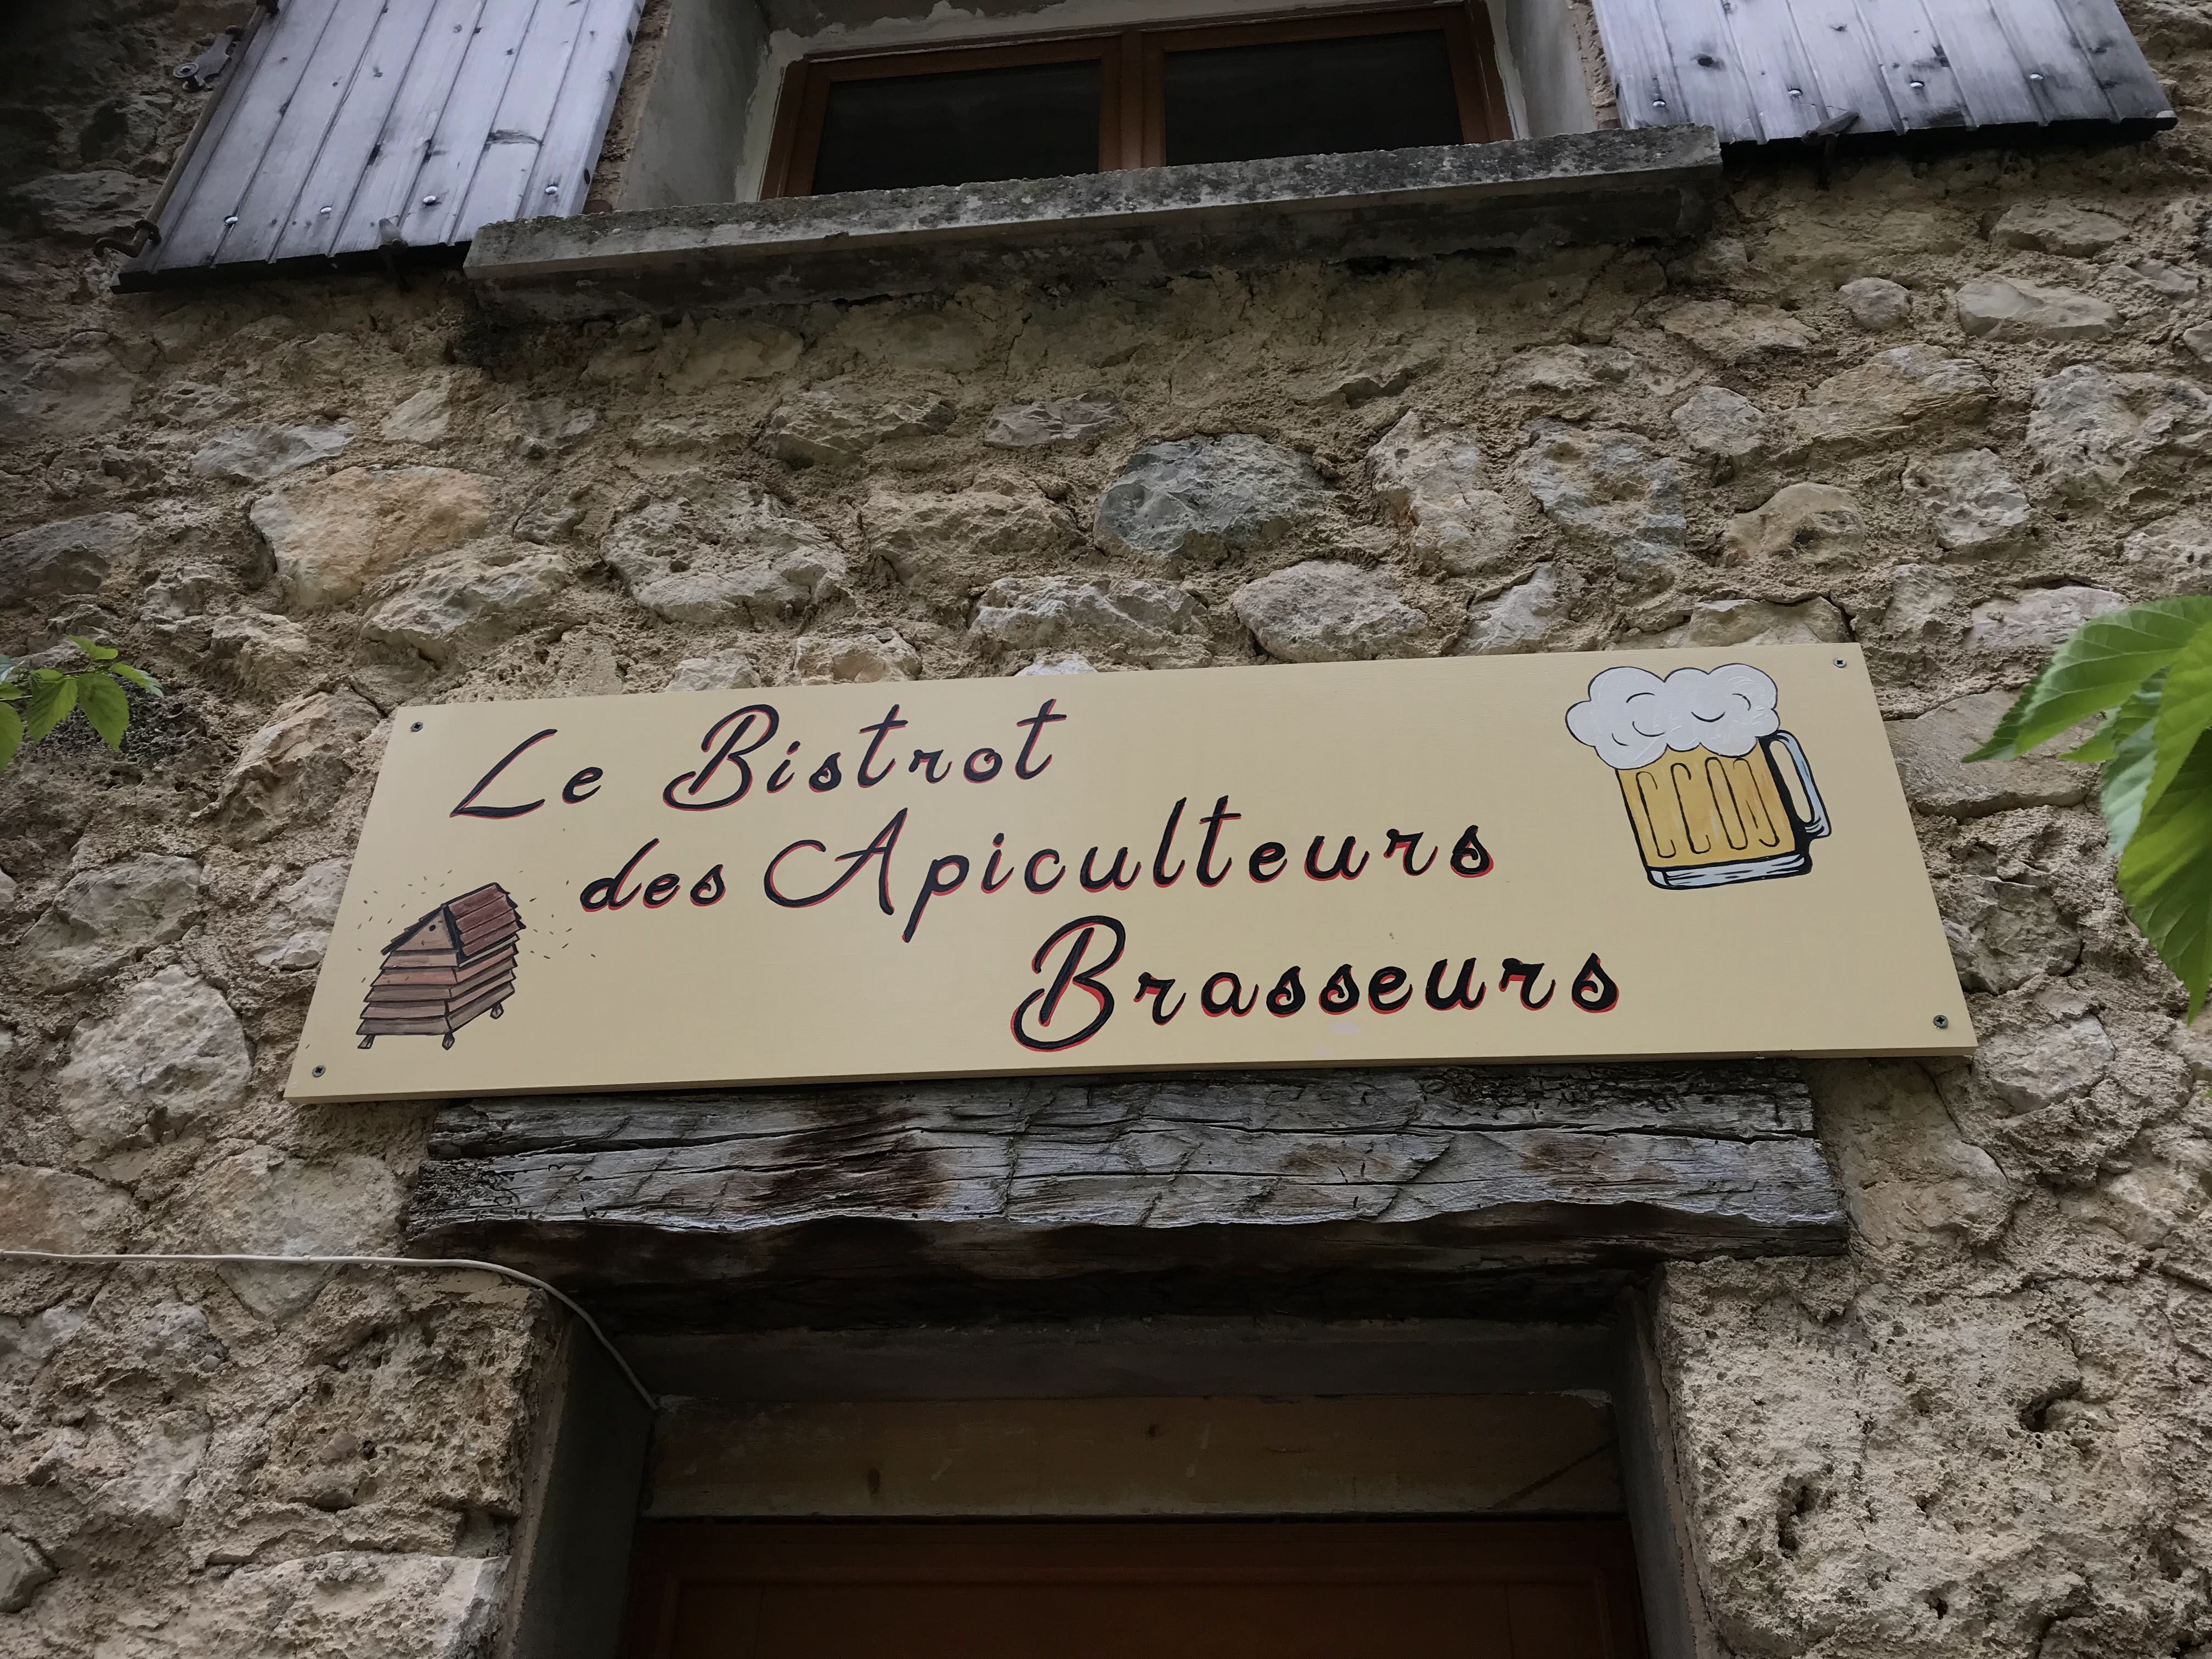 Le Bistrot
des Apiculteurs
Brasseurs